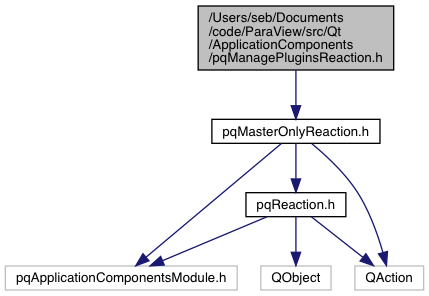 /Users/seb/Documents
/code/ParaView/src/Qt
/ApplicationComponents
/pqManagePluginsReaction.h
pqMasterOnlyReaction.h
pqReaction.h
pqApplicationComponentsModule.h
QObject
QAction